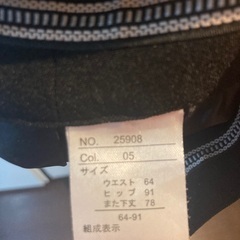 NO. 25908
Col. 05
サイズ
ウエスト 64
ヒップ 91
また下丈 78
64-91
組成表示